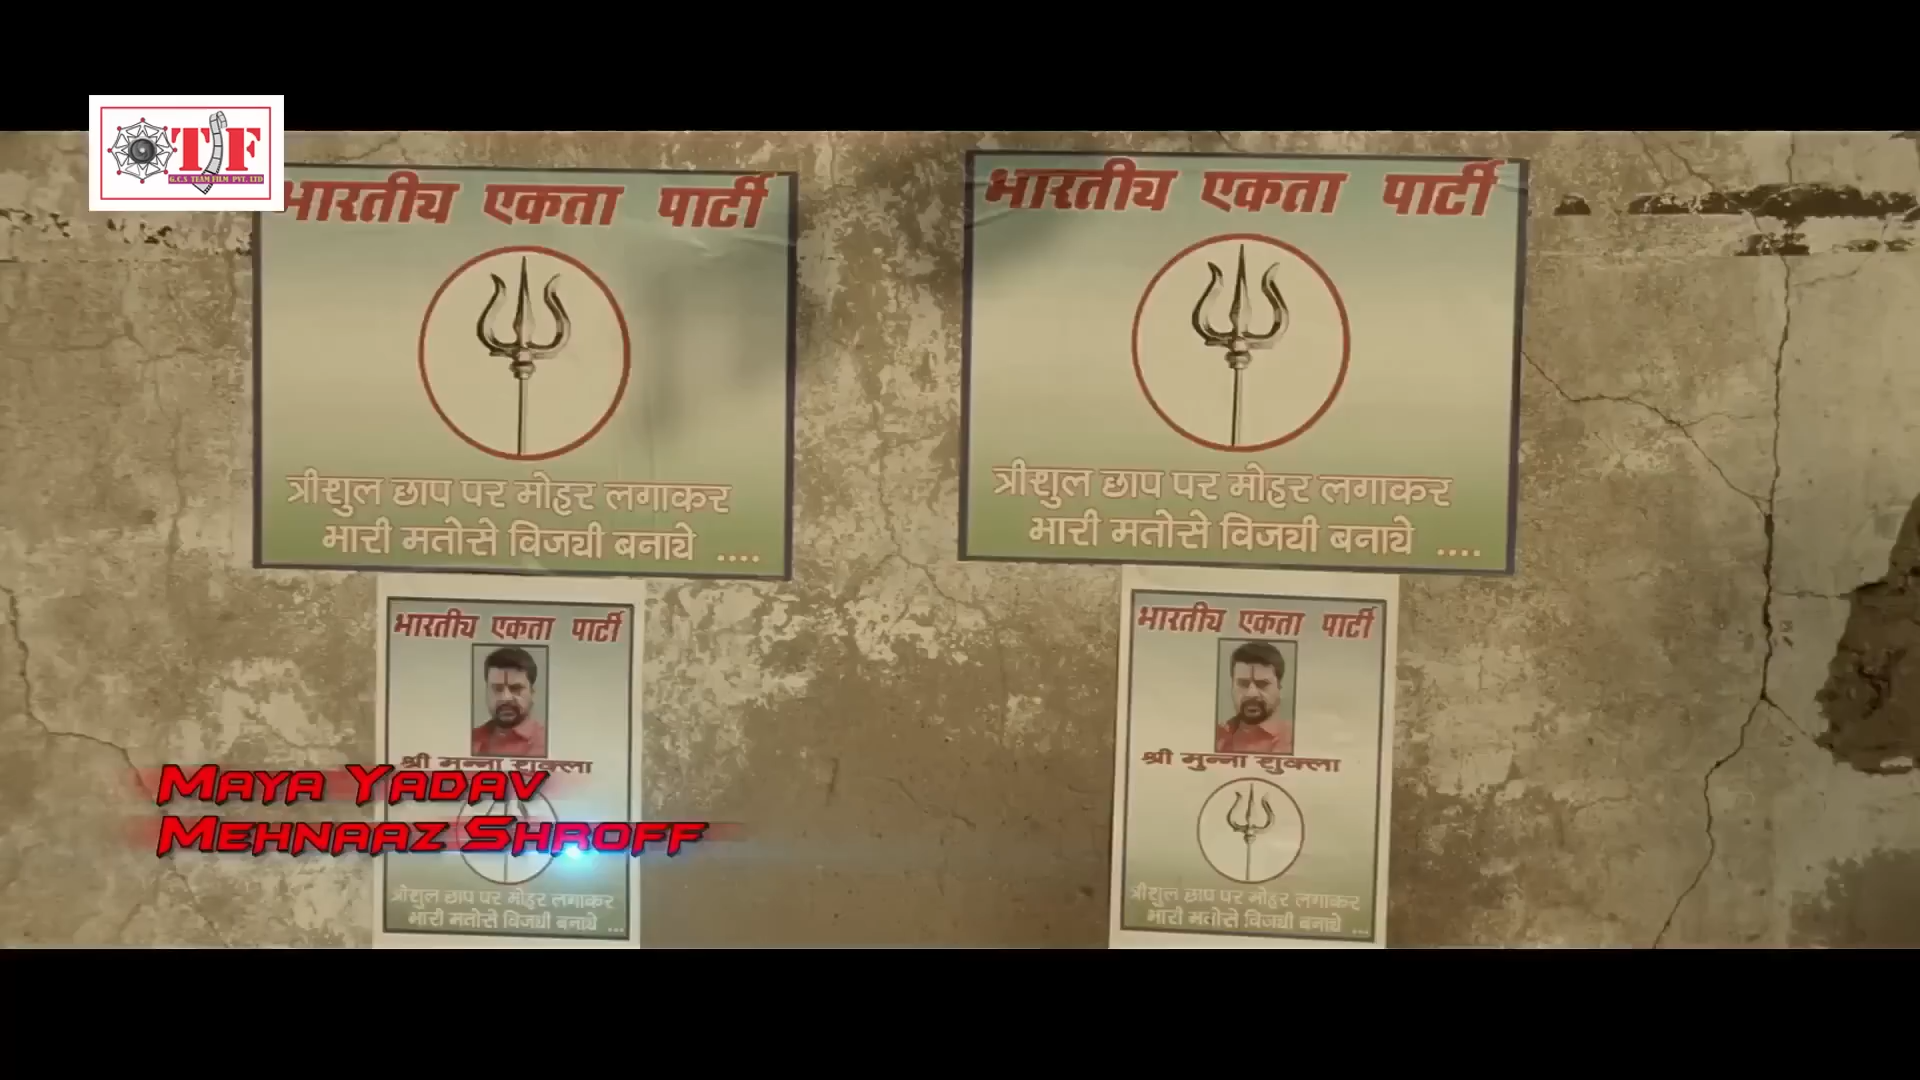 TF
G.C.S TEAM FILM PVT. LTD
भारतीय एकता पार्टी
त्रीशुल छाप पर मोहर लगाकर
भारी मतोसे विजयी बनाये ....
भारतीय एकता पार्टी
त्रीशुल छाप पर मोहर लगाकर
भारी मतोसे विजयी बनाये ....
भारतीय एकता पार्टी
श्री मुन्ना शुक्ला
त्रीशुल छाप पर मोहर लगाकर
भारी मतोसे विजयी बनाये ...
भारतीय एकता पार्टी
श्री मुन्ना शुक्ला
त्रीशुल छाप पर मोहर लगाकर
भारी मतोसे विजयी बनाये ...
MAYA YADAV
MEHNAAZ SHROFF